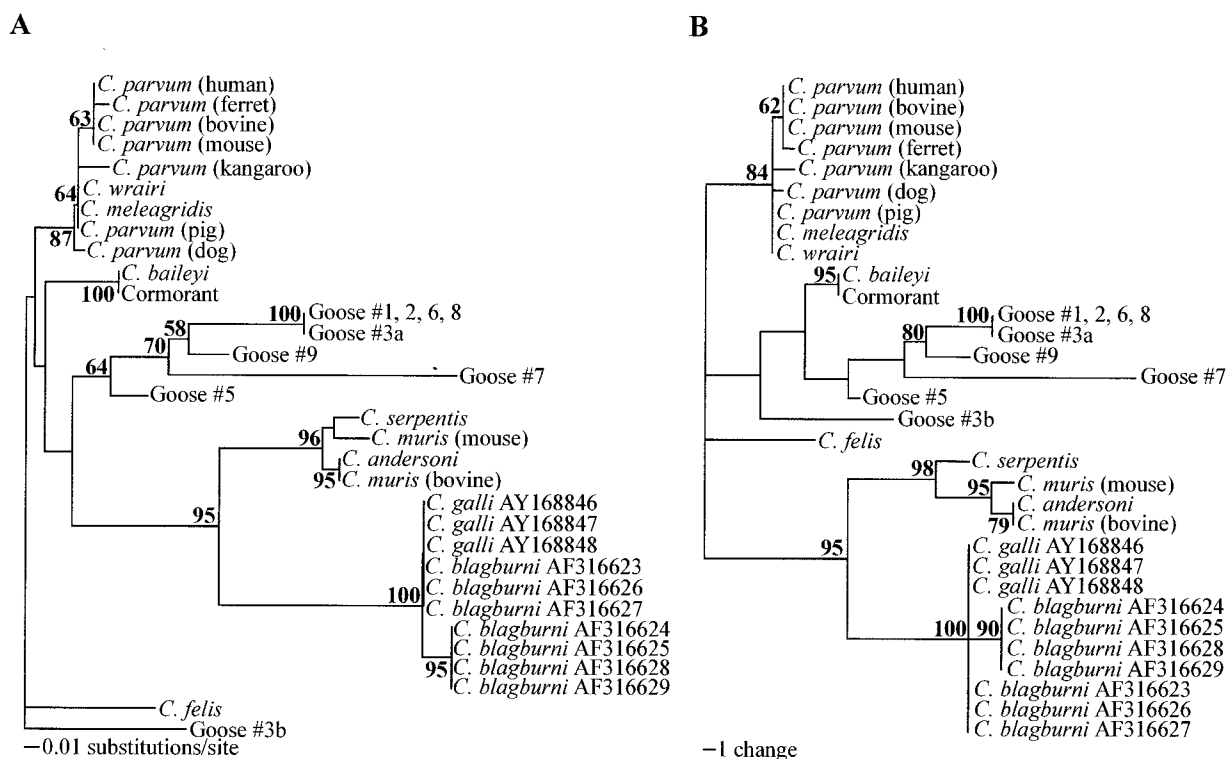 A
C. parvum (human)
C. parvum (ferret)
63
C. parvum (bovine)
C. parvum (mouse)
C. parvum (kangaroo)
64
C. wrairi
C. meleagridis
C. parvum (pig)
87
C. parvum (dog)
C. baileyi
100
Cormorant
100
Goose #1, 2, 6, 8
Goose #3a
58
Goose #9
70
Goose #7
64
Goose #5
C. serpentis
96
C. muris (mouse)
C. andersoni
95
C. muris (bovine)
95
C. galli AY168846
C. galli AY168847
C. galli AY168848
C. blagburni AF316623
C. blagburni AF316626
100
C. blagburni AF316627
C. blagburni AF316624
C. blagburni AF316625
95
C. blagburni AF316628
C. blagburni AF316629
C. felis
Goose #3b
0.01 substitutions/site
B
C. parvum (human)
62
C. parvum (bovine)
C. parvum (mouse)
C. parvum (ferret)
84
C. parvum (kangaroo)
C. parvum (dog)
C. parvum (pig)
C. meleagridis
C. wrairi
95
C. baileyi
Cormorant
100
Goose #1, 2, 6, 8
Goose #3a
80
Goose #9
Goose #7
Goose #5
Goose #3b
C. felis
98
C. serpentis
95
C. muris (mouse)
C. andersoni
79
C. muris (bovine)
95
C. galli AY168846
C. galli AY168847
C. galli AY168848
C. blagburni AF316624
100
90
C. blagburni AF316625
C. blagburni AF316628
C. blagburni AF316629
C. blagburni AF316623
C. blagburni AF316626
C. blagburni AF316627
1 change